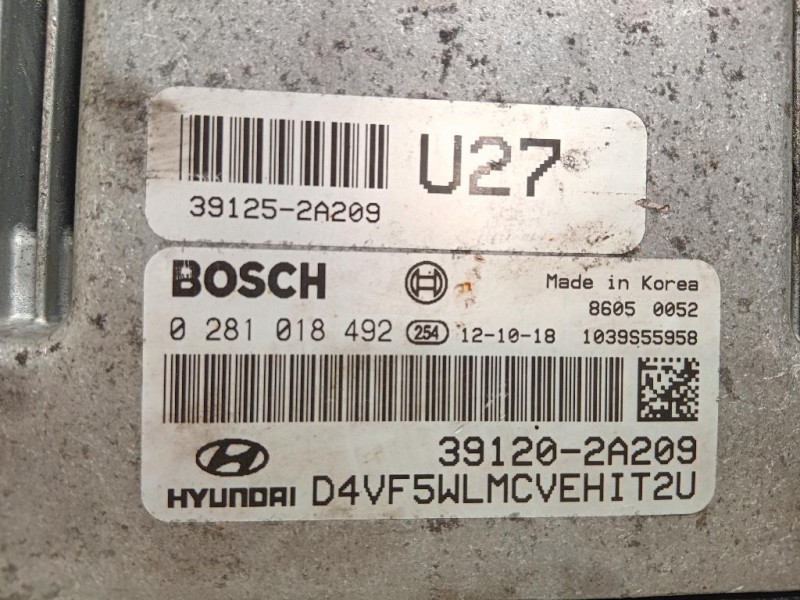 U27
39125-2A209
BOSCH
Made in Korea
8605 0052
0 281 018 492 254 12-10-18 1039S55958
39120-2A209
HYUNDAI D4VF5WLMCVEHIT2U